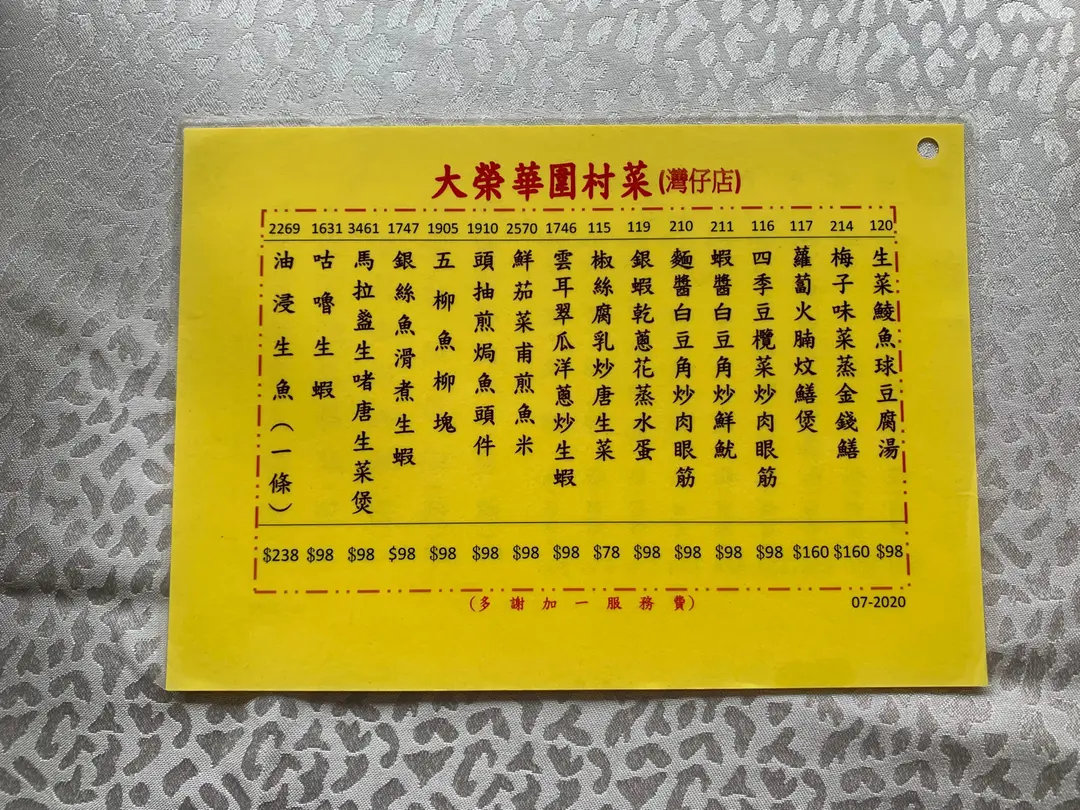 大榮華圍村菜(灣仔店)
120 生菜鯪魚球豆腐湯 $98
214 梅子味菜蒸金錢鱔 $160
117 蘿蔔火腩炆鱔煲 $160
116 四季豆欖菜炒肉眼筋 $98
211 蝦醬白豆角炒鮮魷 $98
210 麵醬白豆角炒肉眼筋 $98
119 銀蝦乾蔥花蒸水蛋 $98
115 椒絲腐乳炒唐生菜 $78
1746 雲耳翠瓜洋蔥炒生蝦 $98
2570 鮮茄菜甫煎魚米 $98
1910 頭抽煎焗魚頭件 $98
1905 五柳魚柳塊 $98
1747 銀絲魚滑煮生蝦 $98
3461 馬拉盞生啫唐生菜煲 $98
1631 咕嚕生蝦 $98
2269 油浸生魚(一條) $238
(多謝加一服務費)
07-2020